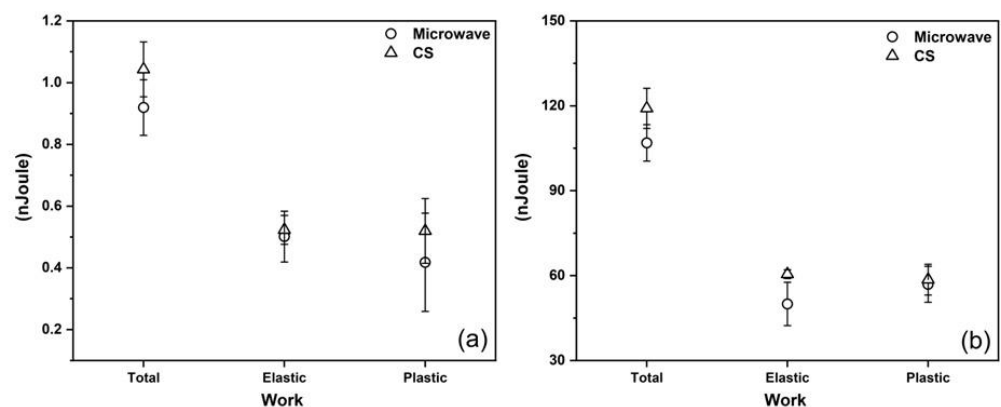 1.2
1.0
0.8
0.6
0.4
0.2
(nJoule)
Microwave
CS
(a)
Total Elastic Plastic
Work
150
120
90
60
30
(nJoule)
Microwave
CS
(b)
Total Elastic Plastic
Work